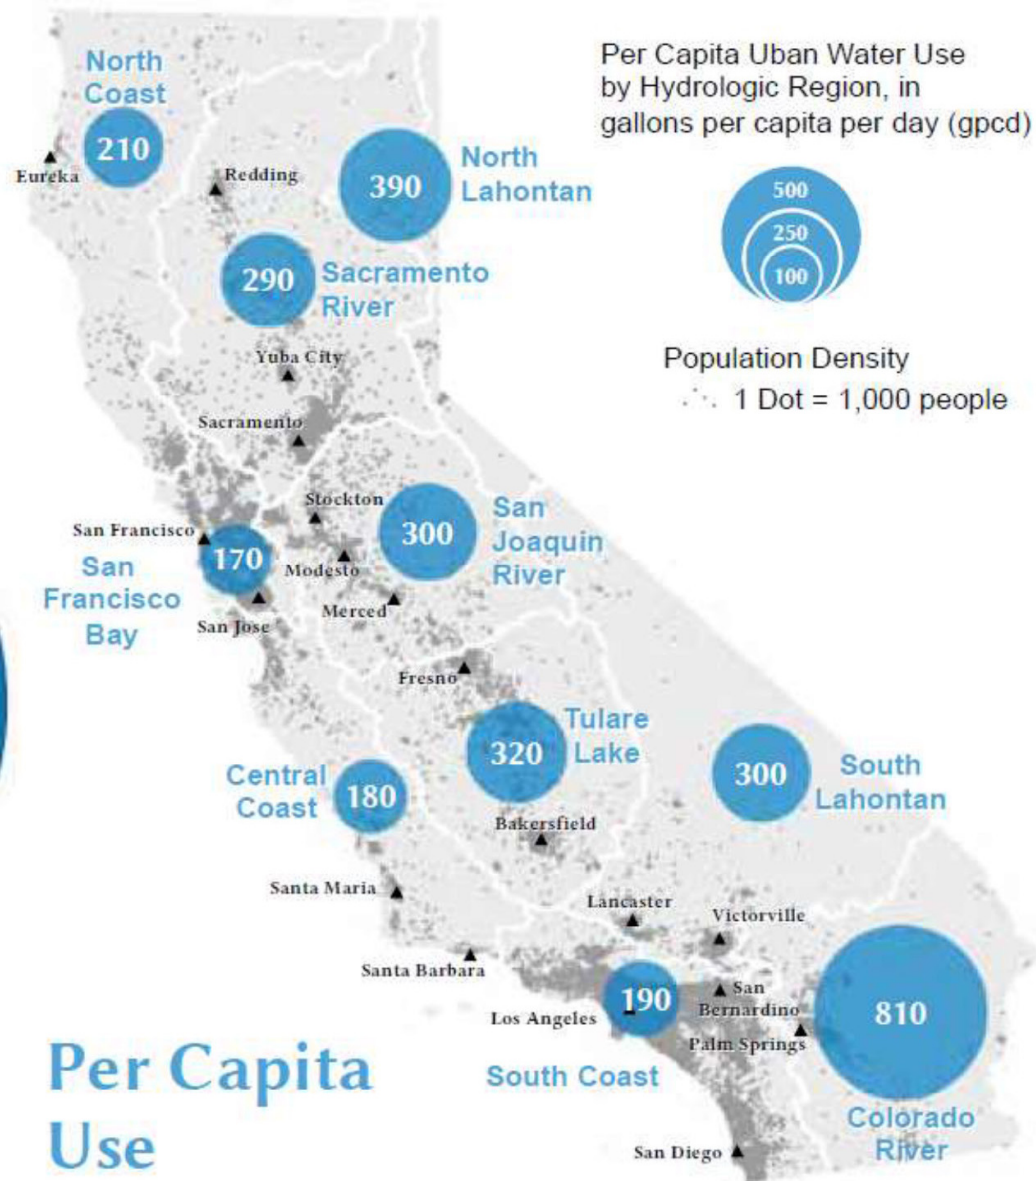 Per Capita Uban Water Use
by Hydrologic Region, in
gallons per capita per day (gpcd)
500
250
100
Population Density
1 Dot = 1,000 people
North
Coast
210
Eureka
Redding
390
North
Lahontan
290
Sacramento
River
Yuba City
Sacramento
Stockton
San Francisco
170
San
Francisco
Bay
Modesto
300
San
Joaquin
River
Merced
San Jose
Fresno
320
Tulare
Lake
Central
Coast
180
300
South
Lahontan
Bakersfield
Santa Maria
Lancaster
Victorville
Santa Barbara
190
San
Bernardino
Los Angeles
Palm Springs
810
South Coast
Colorado
River
San Diego
Per Capita
Use